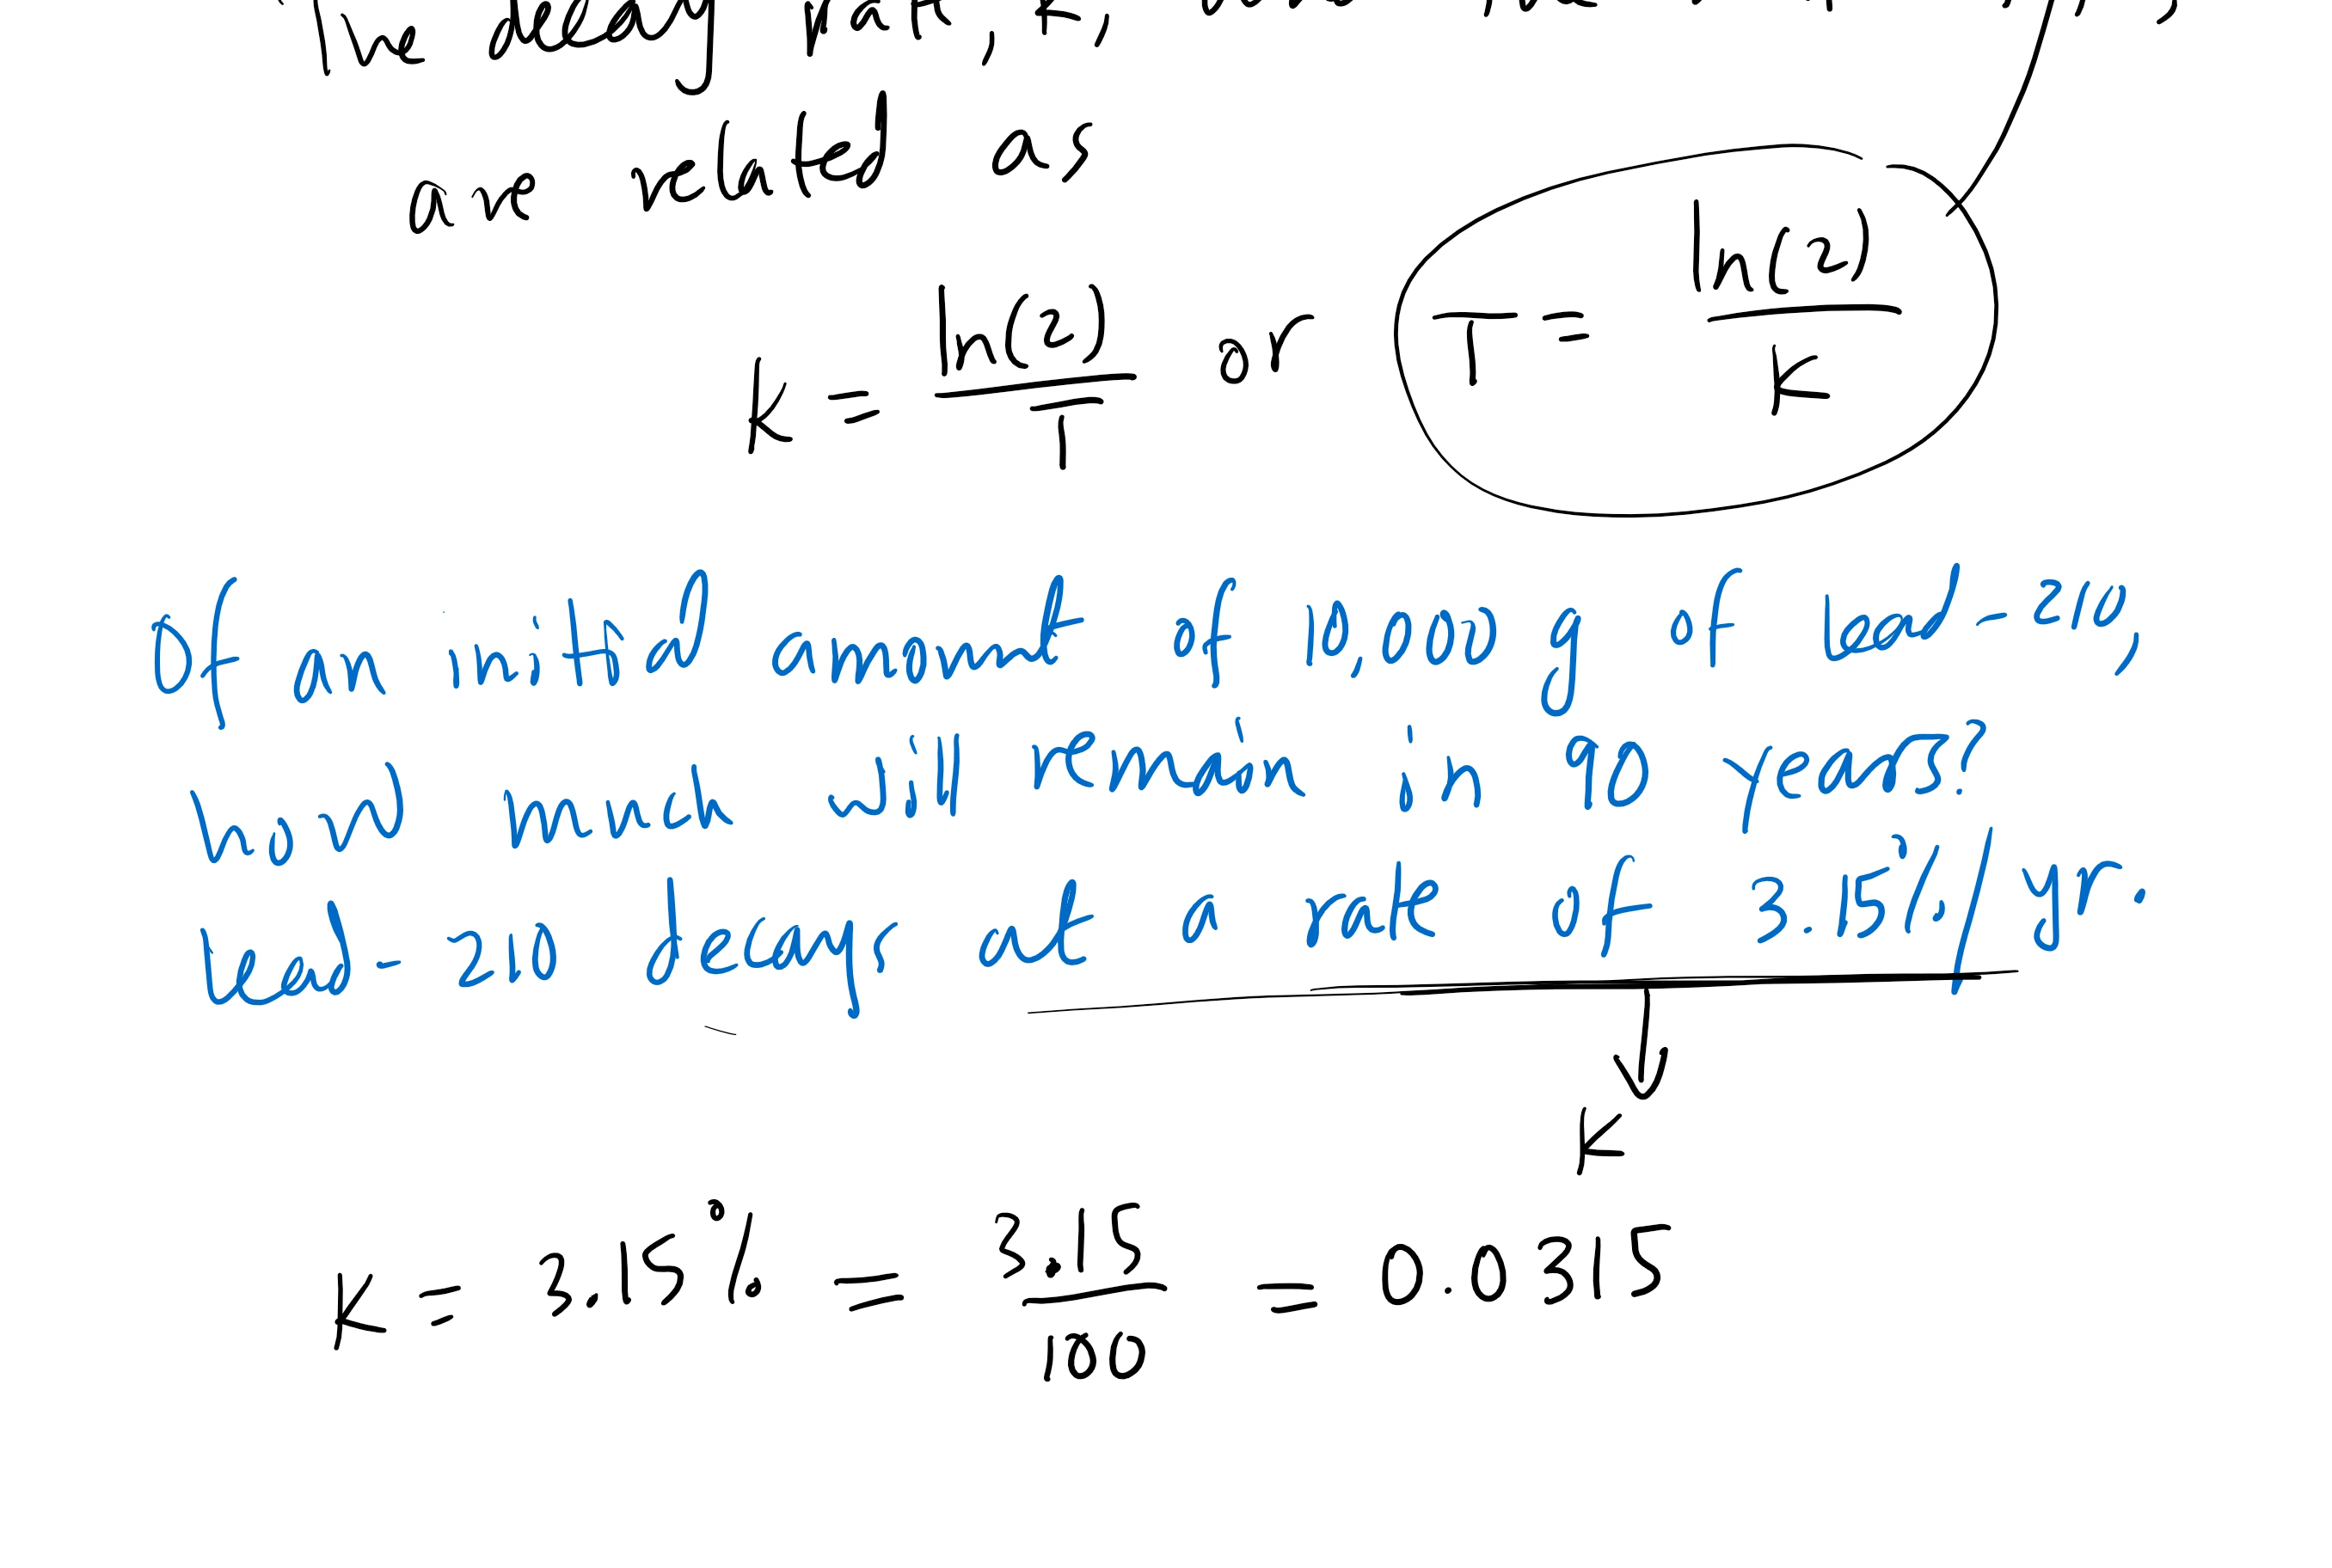 The decay rate, k,
are related as
k = ln(2) / T or T = ln(2) / k
Of an initial amount of 10,000 g of lead-210,
how much will remain in 90 years?
lead-210 decays at a rate of 3.15%/yr.
K
K = 3.15% = 3.15 / 100 = 0.0315